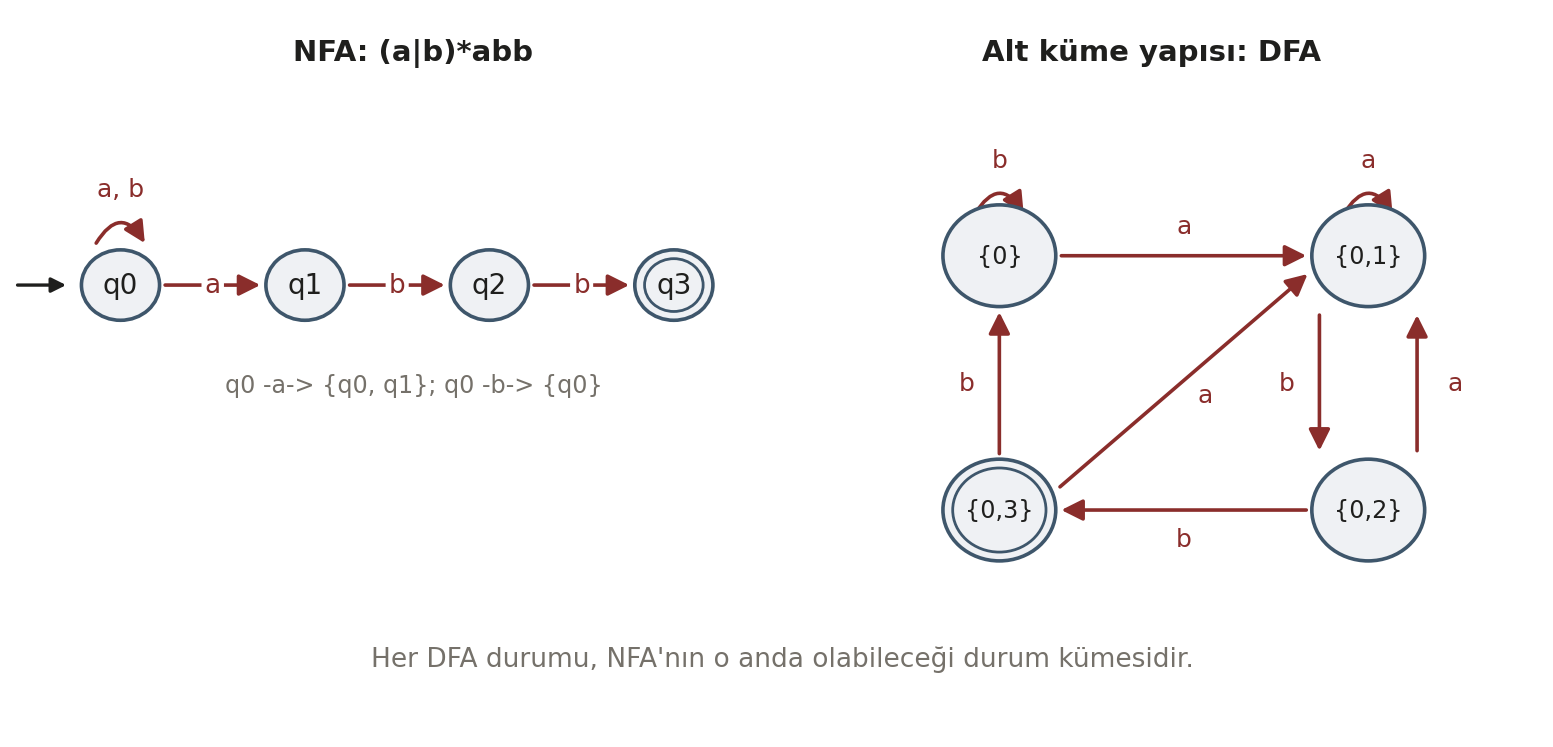 NFA: (a|b)*abb
a, b
q0
a
q1
b
q2
b
q3
q0 -a-> {q0, q1}; q0 -b-> {q0}
Alt küme yapısı: DFA
b
a
{0}
a
{0,1}
b
a
b
a
{0,3}
b
{0,2}
Her DFA durumu, NFA'nın o anda olabileceği durum kümesidir.